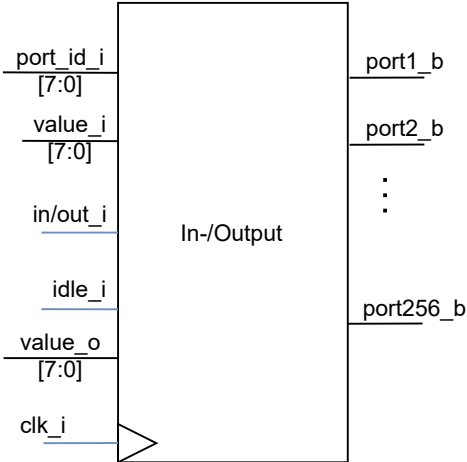 port_id_i
[7:0]
value_i
[7:0]
in/out_i
idle_i
value_o
[7:0]
clk_i
In-/Output
port1_b
port2_b
port256_b